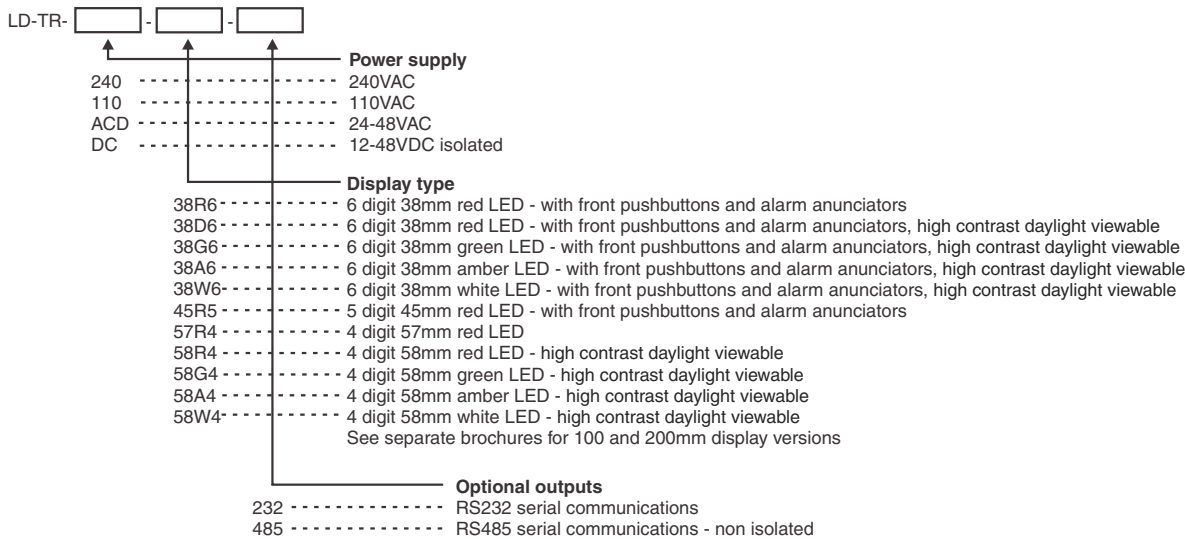 LD-TR- - -
Power supply
240 240VAC
110 110VAC
ACD 24-48VAC
DC 12-48VDC isolated
Display type
38R6 6 digit 38mm red LED - with front pushbuttons and alarm anunciators
38D6 6 digit 38mm red LED - with front pushbuttons and alarm anunciators, high contrast daylight viewable
38G6 6 digit 38mm green LED - with front pushbuttons and alarm anunciators, high contrast daylight viewable
38A6 6 digit 38mm amber LED - with front pushbuttons and alarm anunciators, high contrast daylight viewable
38W6 6 digit 38mm white LED - with front pushbuttons and alarm anunciators, high contrast daylight viewable
45R5 5 digit 45mm red LED - with front pushbuttons and alarm anunciators
57R4 4 digit 57mm red LED
58R4 4 digit 58mm red LED - high contrast daylight viewable
58G4 4 digit 58mm green LED - high contrast daylight viewable
58A4 4 digit 58mm amber LED - high contrast daylight viewable
58W4 4 digit 58mm white LED - high contrast daylight viewable
See separate brochures for 100 and 200mm display versions
Optional outputs
232 RS232 serial communications
485 RS485 serial communications - non isolated